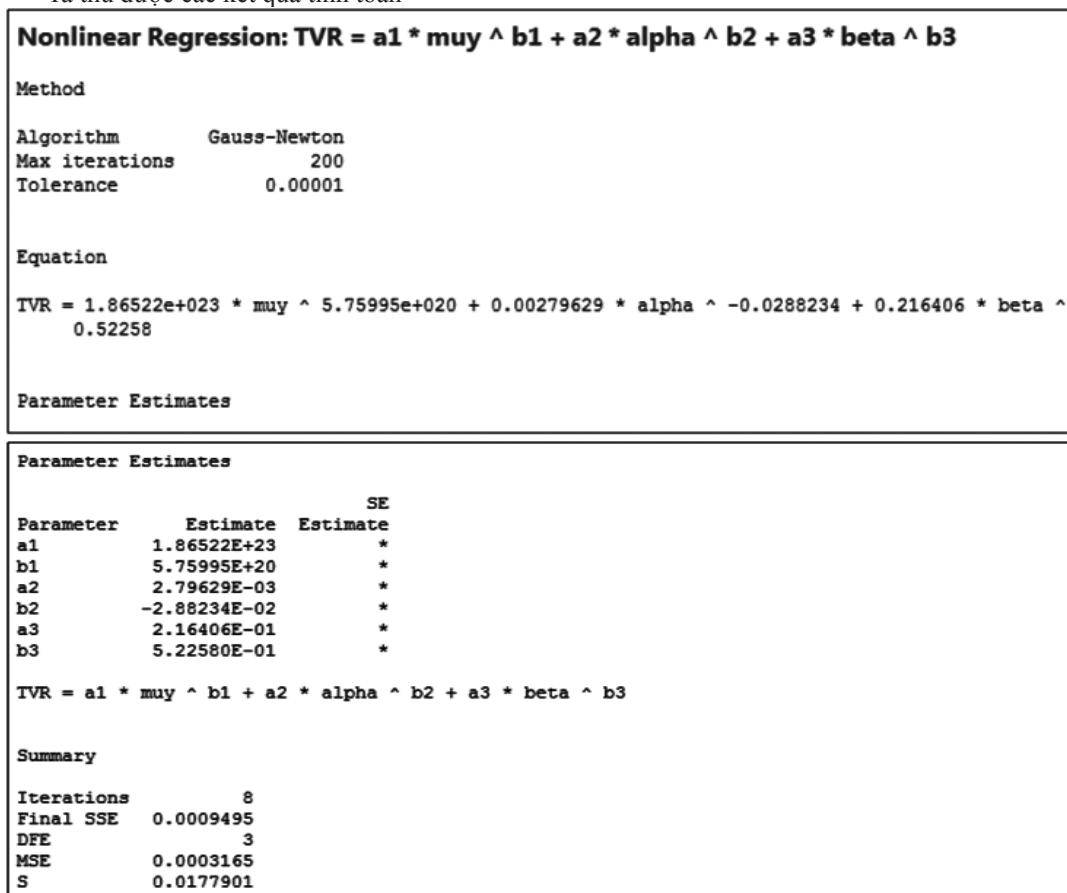 Nonlinear Regression: TVR = a1 * muy ^ b1 + a2 * alpha ^ b2 + a3 * beta ^ b3
Method
Algorithm Gauss-Newton
Max iterations 200
Tolerance 0.00001
Equation
TVR = 1.86522e+023 * muy ^ 5.75995e+020 + 0.00279629 * alpha ^ -0.0288234 + 0.216406 * beta ^
0.52258
Parameter Estimates
Parameter Estimates
SE
Parameter Estimate Estimate
a1 1.86522E+23 *
b1 5.75995E+20 *
a2 2.79629E-03 *
b2 -2.88234E-02 *
a3 2.16406E-01 *
b3 5.22580E-01 *
TVR = a1 * muy ^ b1 + a2 * alpha ^ b2 + a3 * beta ^ b3
Summary
Iterations 8
Final SSE 0.0009495
DFE 3
MSE 0.0003165
S 0.0177901